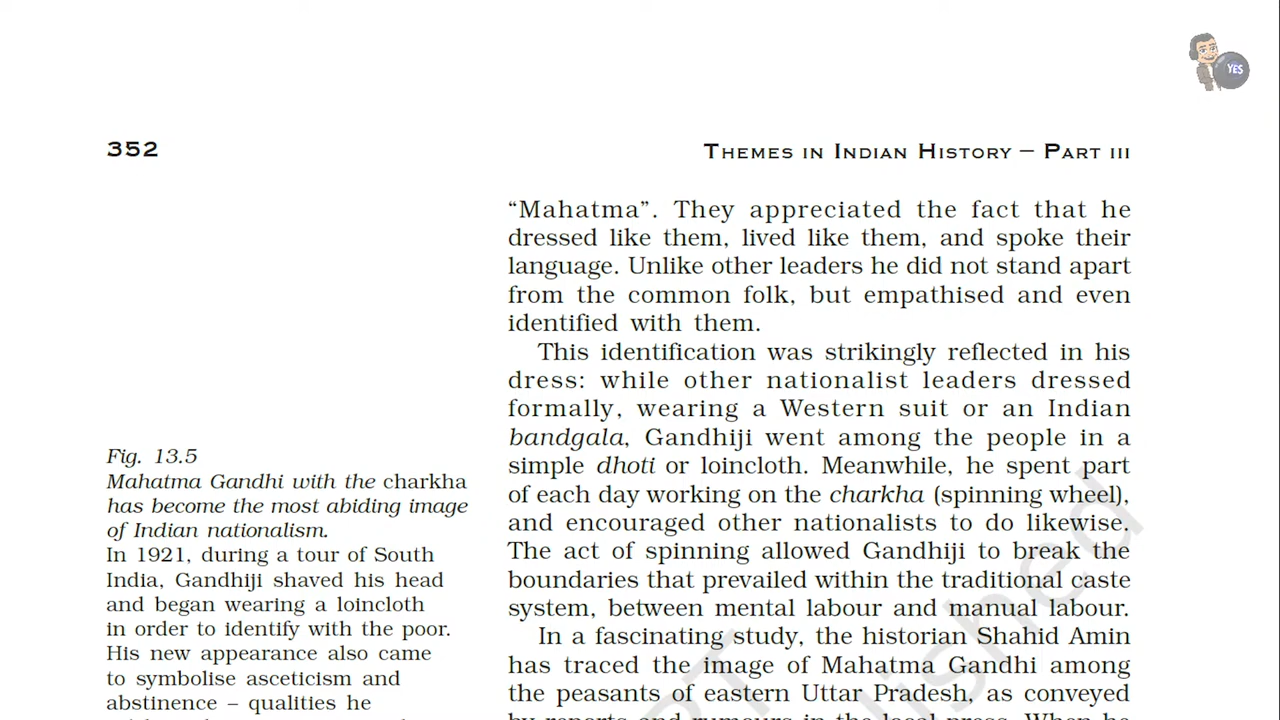 YES
352
THEMES IN INDIAN HISTORY – PART III
“Mahatma”. They appreciated the fact that he
dressed like them, lived like them, and spoke their
language. Unlike other leaders he did not stand apart
from the common folk, but empathised and even
identified with them.
This identification was strikingly reflected in his
dress: while other nationalist leaders dressed
formally, wearing a Western suit or an Indian
bandgala, Gandhiji went among the people in a
simple dhoti or loincloth. Meanwhile, he spent part
of each day working on the charkha (spinning wheel),
and encouraged other nationalists to do likewise.
The act of spinning allowed Gandhiji to break the
boundaries that prevailed within the traditional caste
system, between mental labour and manual labour.
In a fascinating study, the historian Shahid Amin
has traced the image of Mahatma Gandhi among
the peasants of eastern Uttar Pradesh, as conveyed
by reports and rumours in the local press. When he
Fig. 13.5
Mahatma Gandhi with the charkha
has become the most abiding image
of Indian nationalism.
In 1921, during a tour of South
India, Gandhiji shaved his head
and began wearing a loincloth
in order to identify with the poor.
His new appearance also came
to symbolise asceticism and
abstinence – qualities he